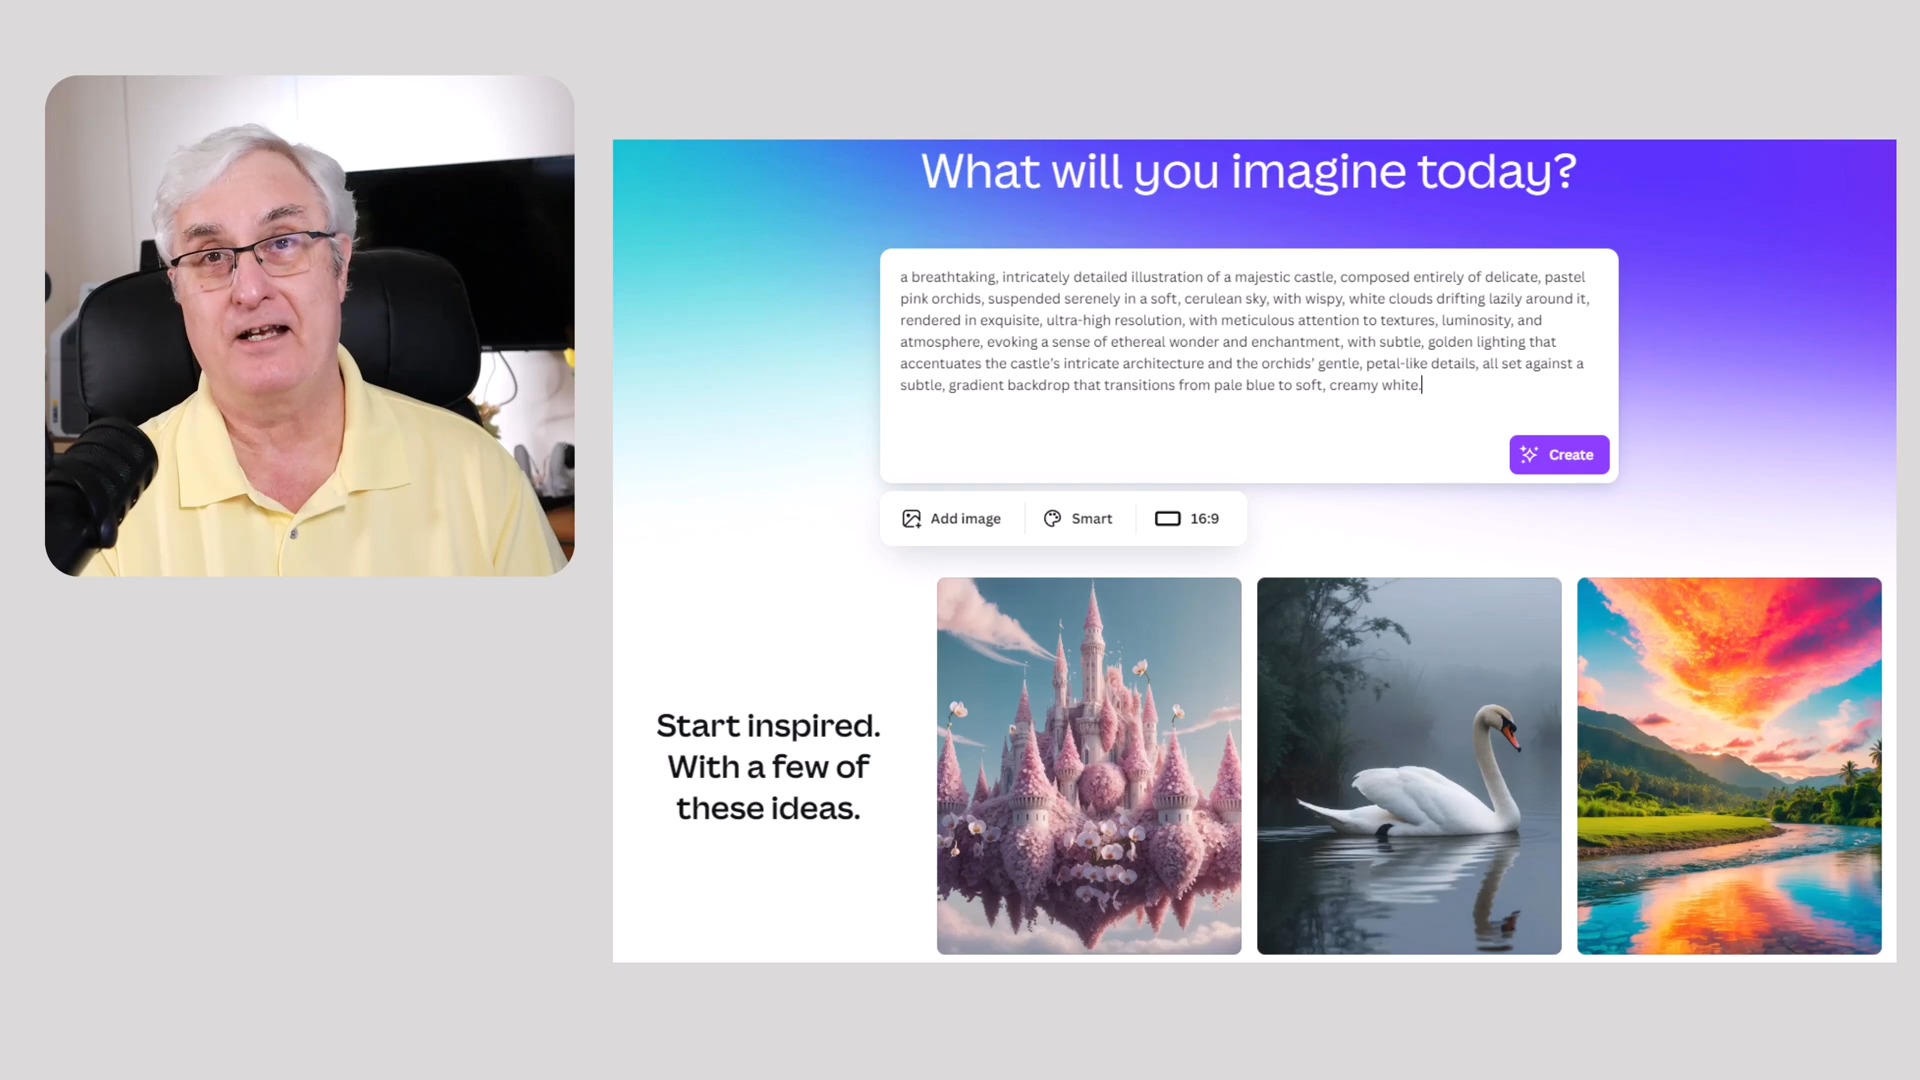 What will you imagine today?
a breathtaking, intricately detailed illustration of a majestic castle, composed entirely of delicate, pastel
pink orchids, suspended serenely in a soft, cerulean sky, with wispy, white clouds drifting lazily around it,
rendered in exquisite, ultra-high resolution, with meticulous attention to textures, luminosity, and
atmosphere, evoking a sense of ethereal wonder and enchantment, with subtle, golden lighting that
accentuates the castle's intricate architecture and the orchids' gentle, petal-like details, all set against a
subtle, gradient backdrop that transitions from pale blue to soft, creamy white.
Create
Add image
Smart
16:9
Start inspired.
With a few of
these ideas.